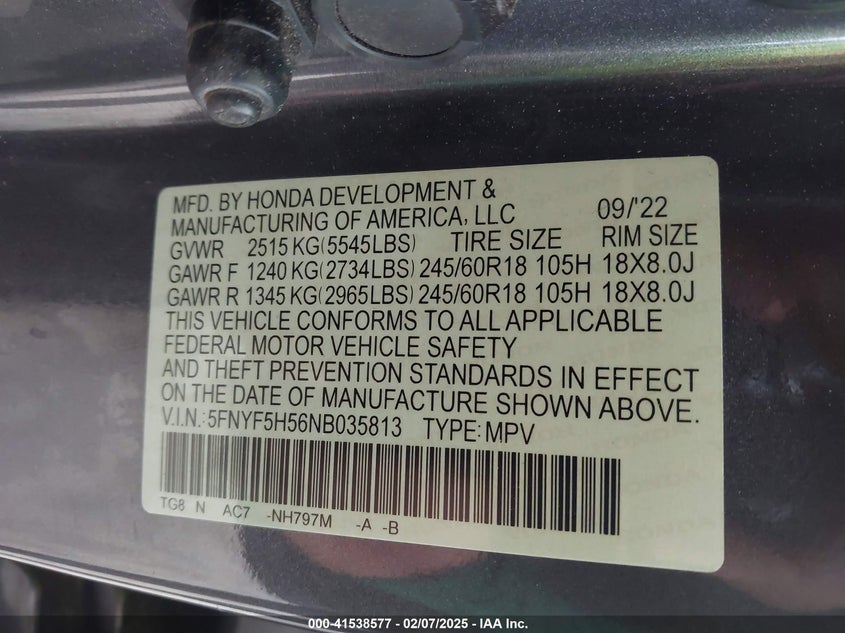 MFD. BY HONDA DEVELOPMENT &
MANUFACTURING OF AMERICA, LLC 09/'22
GVWR 2515 KG(5545LBS) TIRE SIZE RIM SIZE
GAWR F 1240 KG(2734LBS) 245/60R18 105H 18X8.0J
GAWR R 1345 KG(2965LBS) 245/60R18 105H 18X8.0J
THIS VEHICLE CONFORMS TO ALL APPLICABLE
FEDERAL MOTOR VEHICLE SAFETY
AND THEFT PREVENTION STANDARDS IN EFFECT
ON THE DATE OF MANUFACTURE SHOWN ABOVE.
V.I.N.: 5FNYF5H56NB035813 TYPE: MPV
TG8 N AC7 -NH797M -A -B
000-41538577 — 02/07/2025 - IAA Inc.